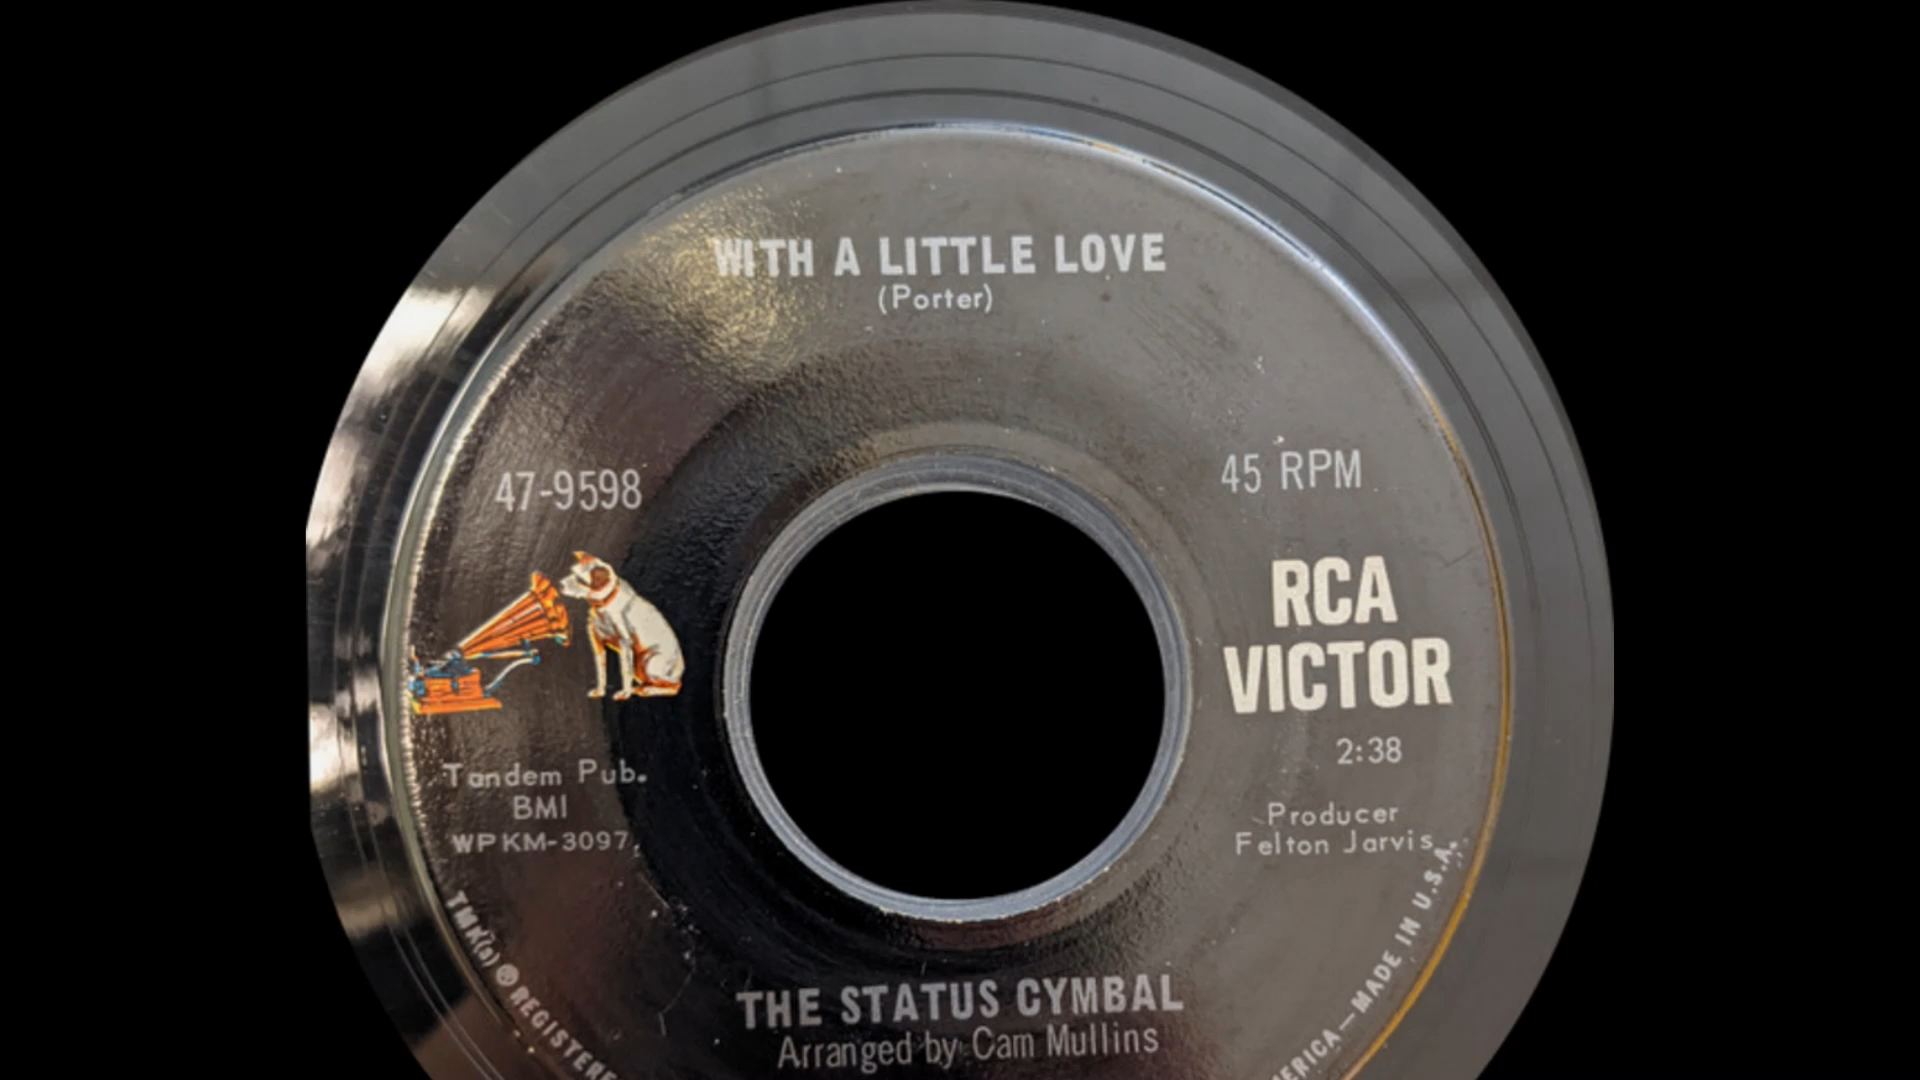 WITH A LITTLE LOVE
(Porter)
47-9598
45 RPM
RCA
VICTOR
2:38
Tandem Pub.
BMI
WPKM-3097
Producer
Felton Jarvis
THE STATUS CYMBAL
Arranged by Cam Mullins
TMK(s) ® REGISTERE
ERICA—MADE IN U.S.A.